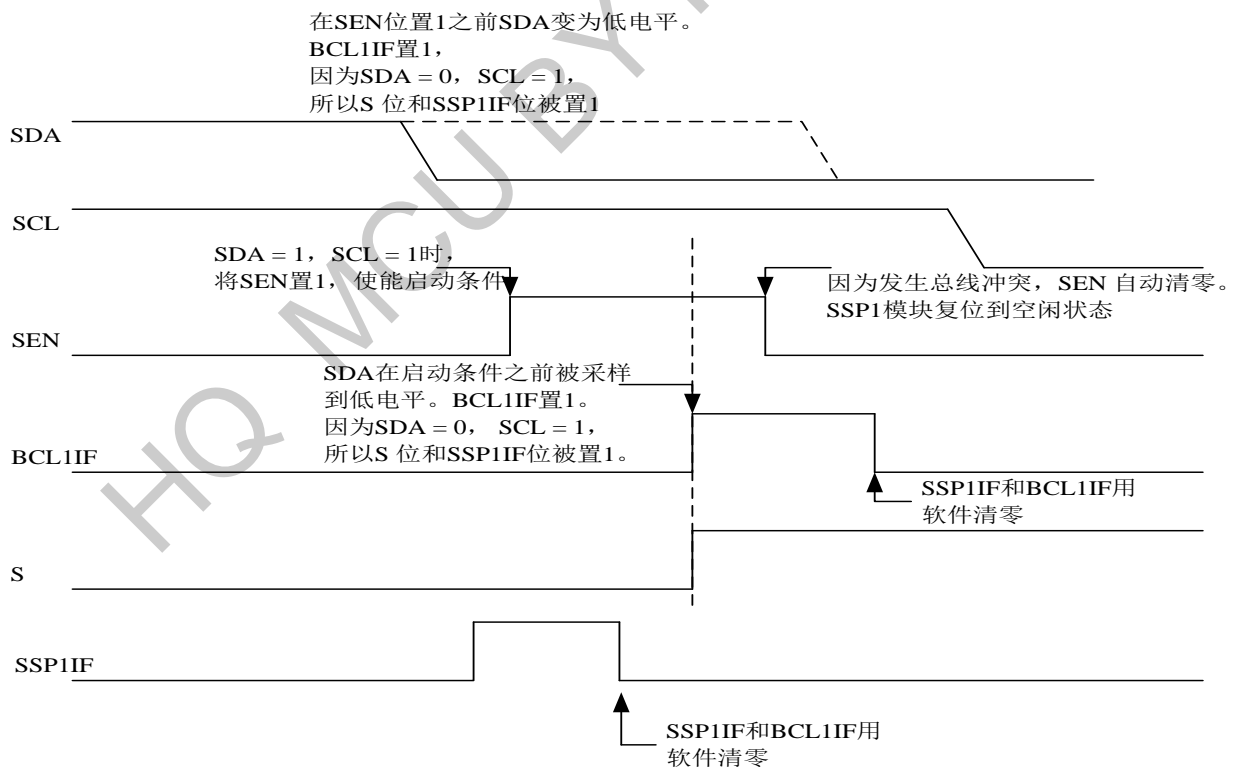 在SEN位置1之前SDA变为低电平。
BCL1IF置1，
因为SDA = 0，SCL = 1，
所以S 位和SSP1IF位被置1
SDA
SCL
SDA = 1，SCL = 1时，
将SEN置1，使能启动条件
因为发生总线冲突，SEN 自动清零。
SSP1模块复位到空闲状态
SEN
SDA在启动条件之前被采样
到低电平。BCL1IF置1。
因为SDA = 0， SCL = 1，
所以S 位和SSP1IF位被置1。
BCL1IF
SSP1IF和BCL1IF用
软件清零
S
SSP1IF
SSP1IF和BCL1IF用
软件清零
HQ MCU BY